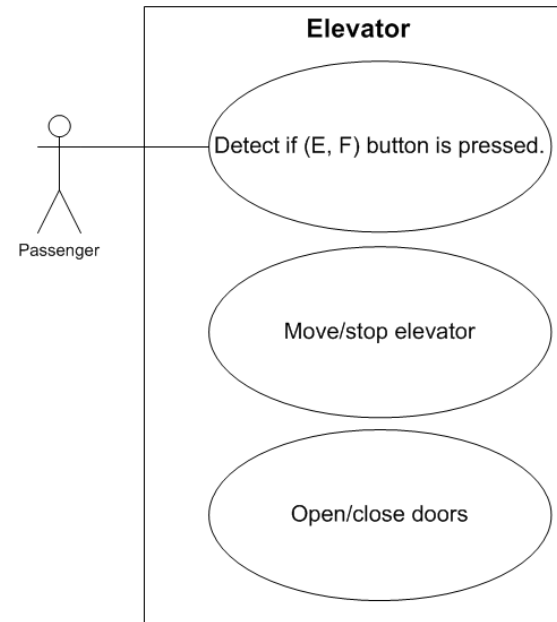 Elevator
Detect if (E, F) button is pressed.
Passenger
Move/stop elevator
Open/close doors